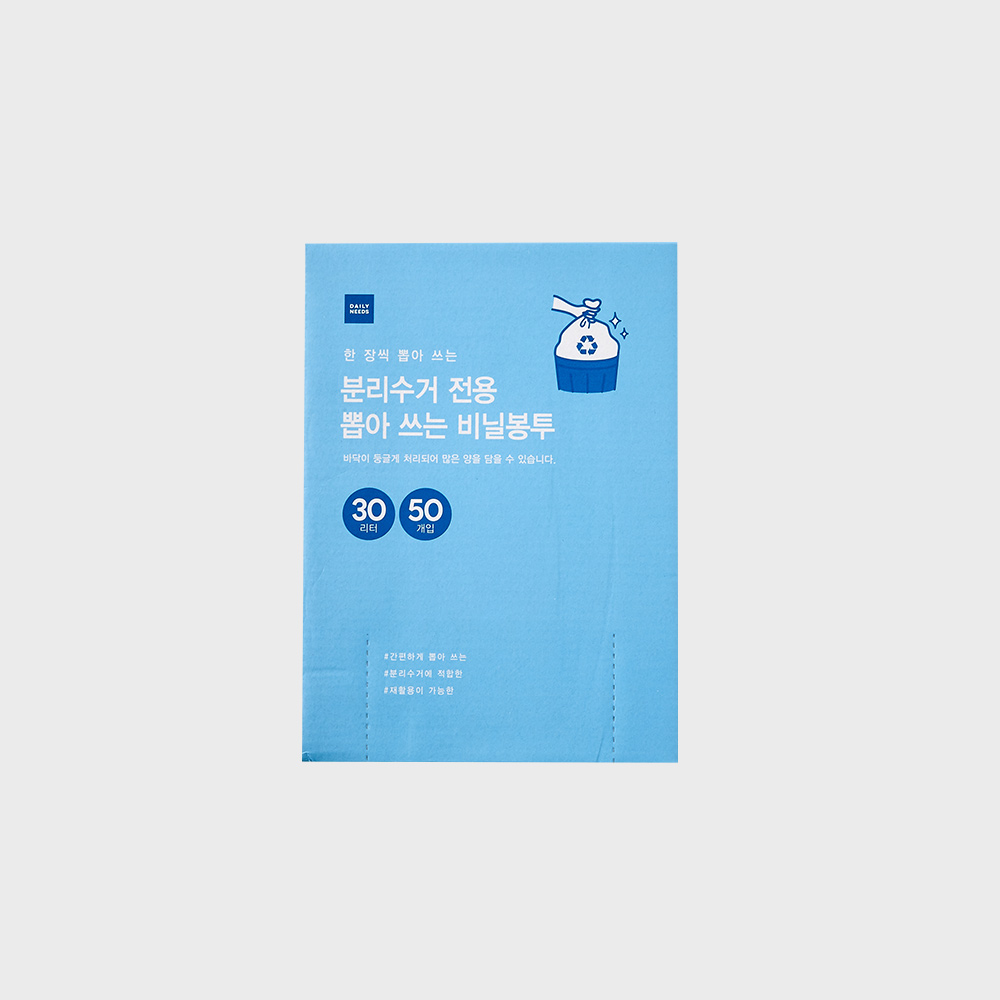 DAILY
NEEDS
한 장씩 뽑아 쓰는
분리수거 전용
뽑아 쓰는 비닐봉투
바닥이 둥글게 처리되어 많은 양을 담을 수 있습니다.
30 50
리터 개입
#간편하게 뽑아 쓰는
#분리수거에 적합한
#재활용이 가능한